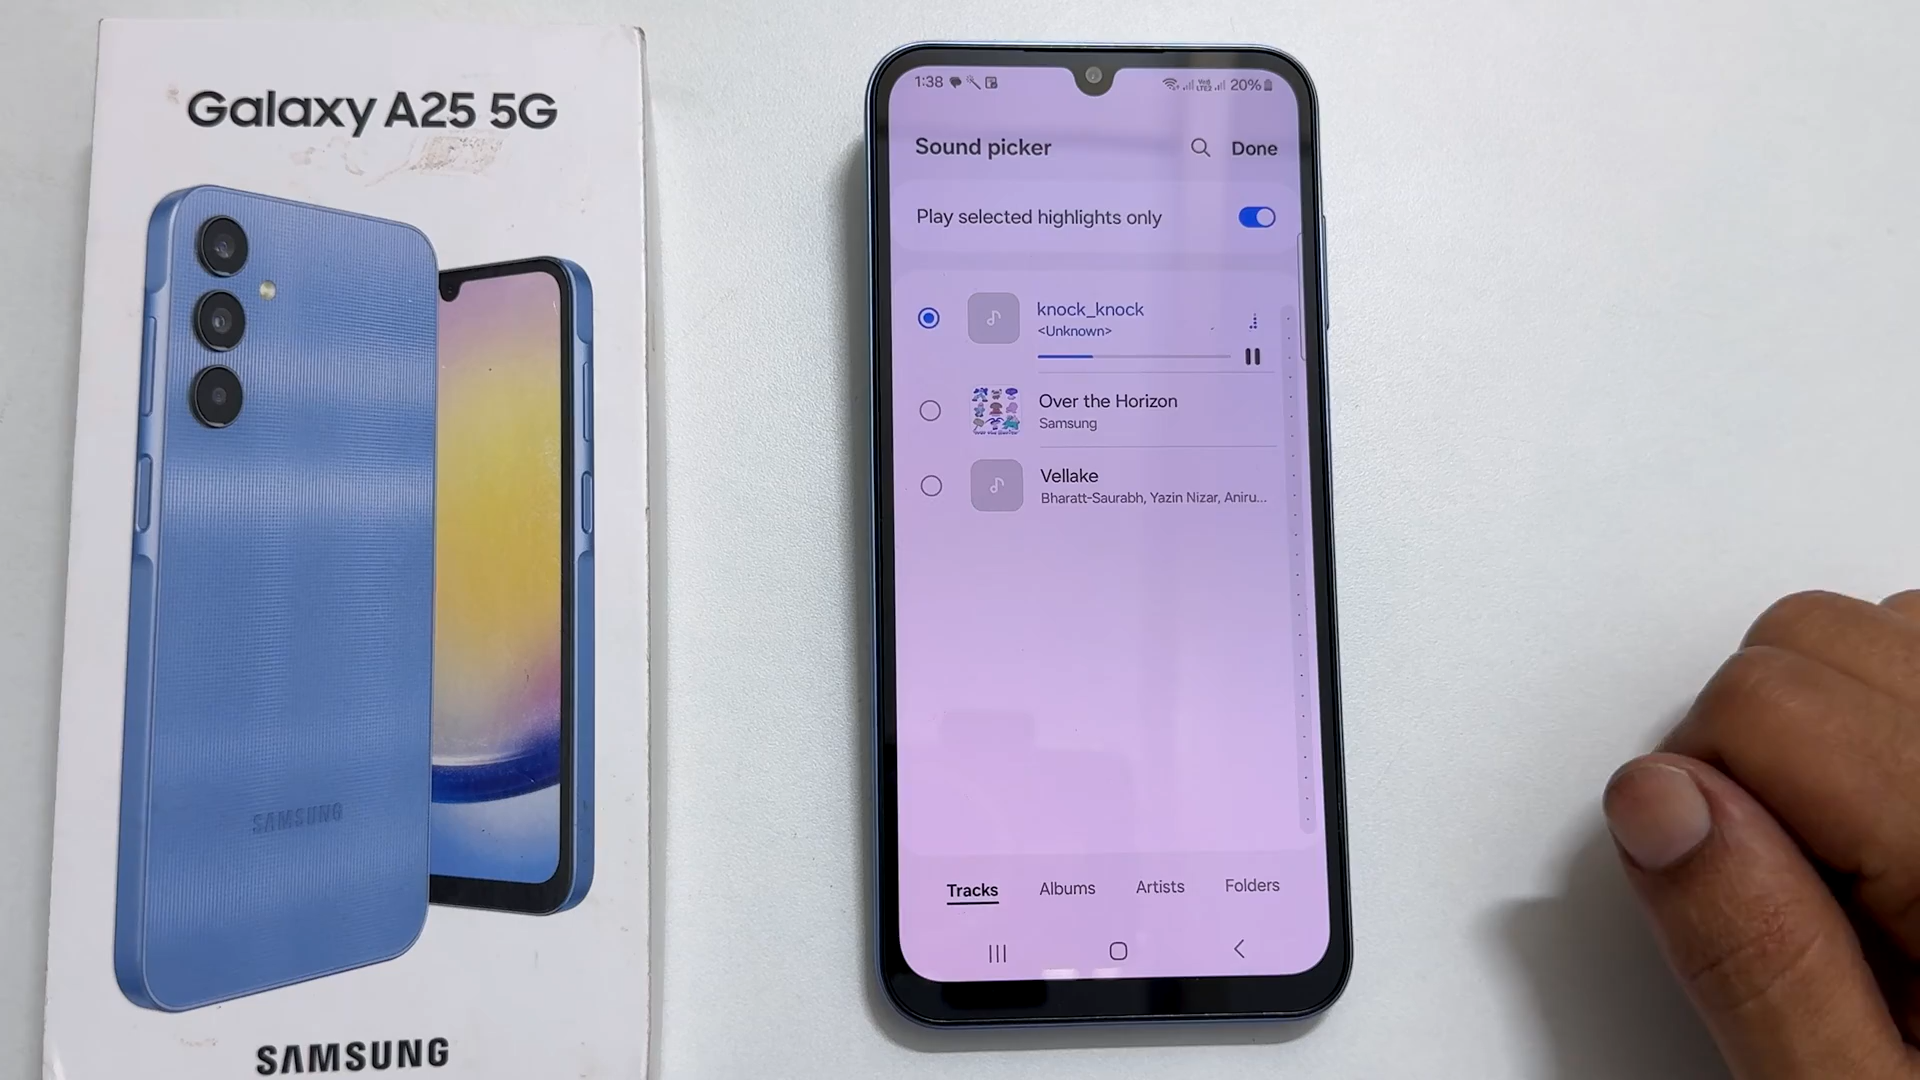 Galaxy A25 5G
SAMSUNG
SAMSUNG
1:38
20%
Sound picker
Done
Play selected highlights only
knock_knock
<Unknown>
Over the Horizon
Samsung
Vellake
Bharatt-Saurabh, Yazin Nizar, Aniru...
Tracks
Albums
Artists
Folders